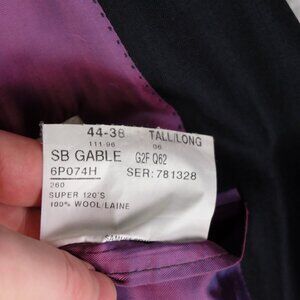 44-38 TALL/LONG
111-96 06
SB GABLE G2F Q62
6P074H SER:781328
260
SUPER 120'S
100% WOOL/LAINE